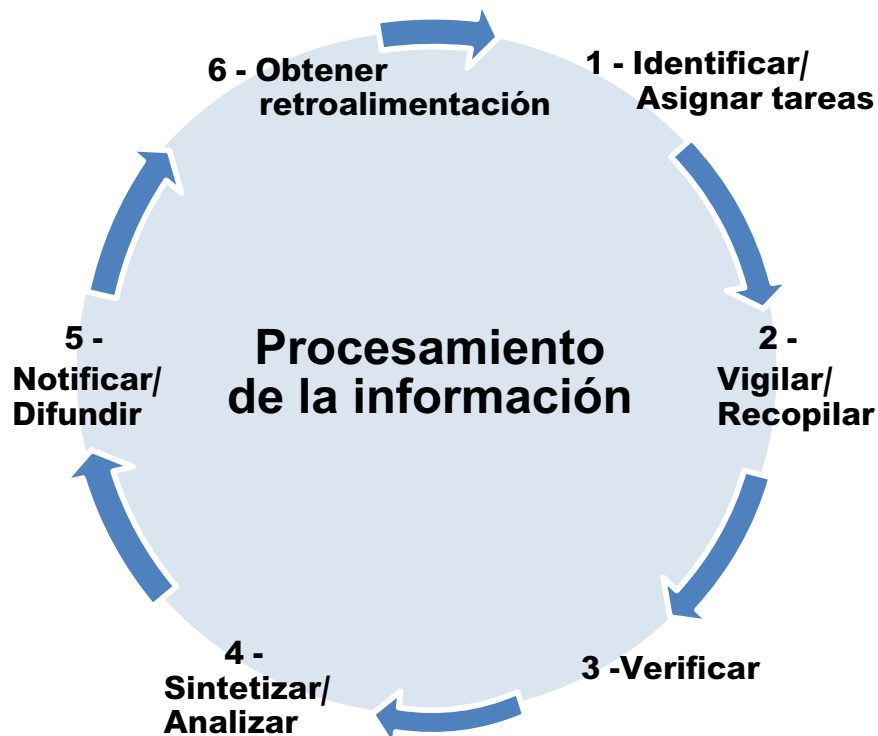 Procesamiento
de la información
1 - Identificar/
Asignar tareas
2 -
Vigilar/
Recopilar
3 -Verificar
4 -
Sintetizar/
Analizar
5 -
Notificar/
Difundir
6 - Obtener
retroalimentación